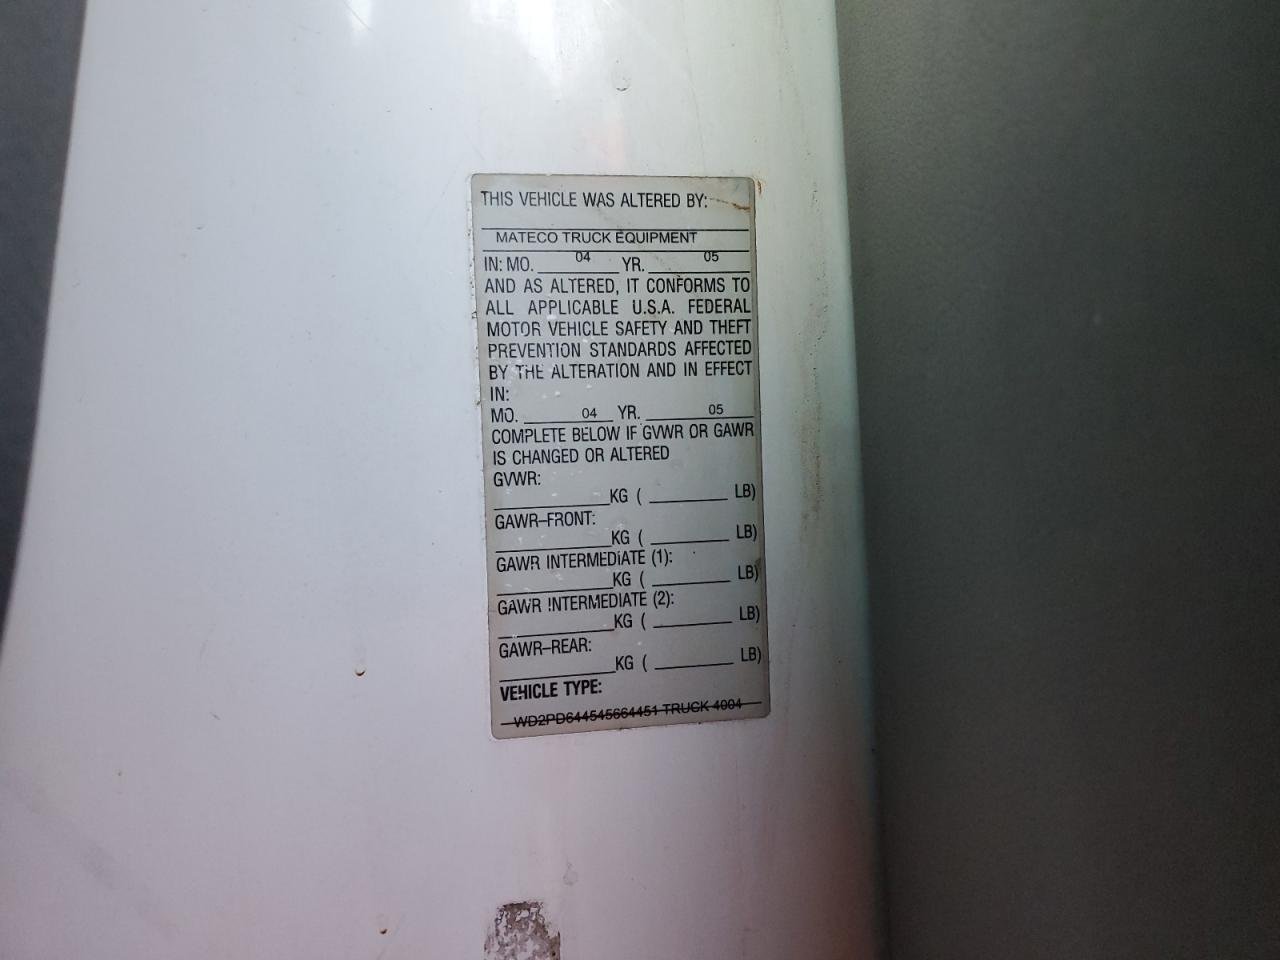 THIS VEHICLE WAS ALTERED BY:
MATECO TRUCK EQUIPMENT
IN: MO. 04 YR. 05
AND AS ALTERED, IT CONFORMS TO
ALL APPLICABLE U.S.A. FEDERAL
MOTOR VEHICLE SAFETY AND THEFT
PREVENTION STANDARDS AFFECTED
BY THE ALTERATION AND IN EFFECT
IN:
MO. 04 YR. 05
COMPLETE BELOW IF GVWR OR GAWR
IS CHANGED OR ALTERED
GVWR:
KG ( LB)
GAWR–FRONT:
KG ( LB)
GAWR INTERMEDIATE (1):
KG ( LB)
GAWR INTERMEDIATE (2):
KG ( LB)
GAWR–REAR:
KG ( LB)
VEHICLE TYPE:
WD2PD644545664451 TRUCK 4004